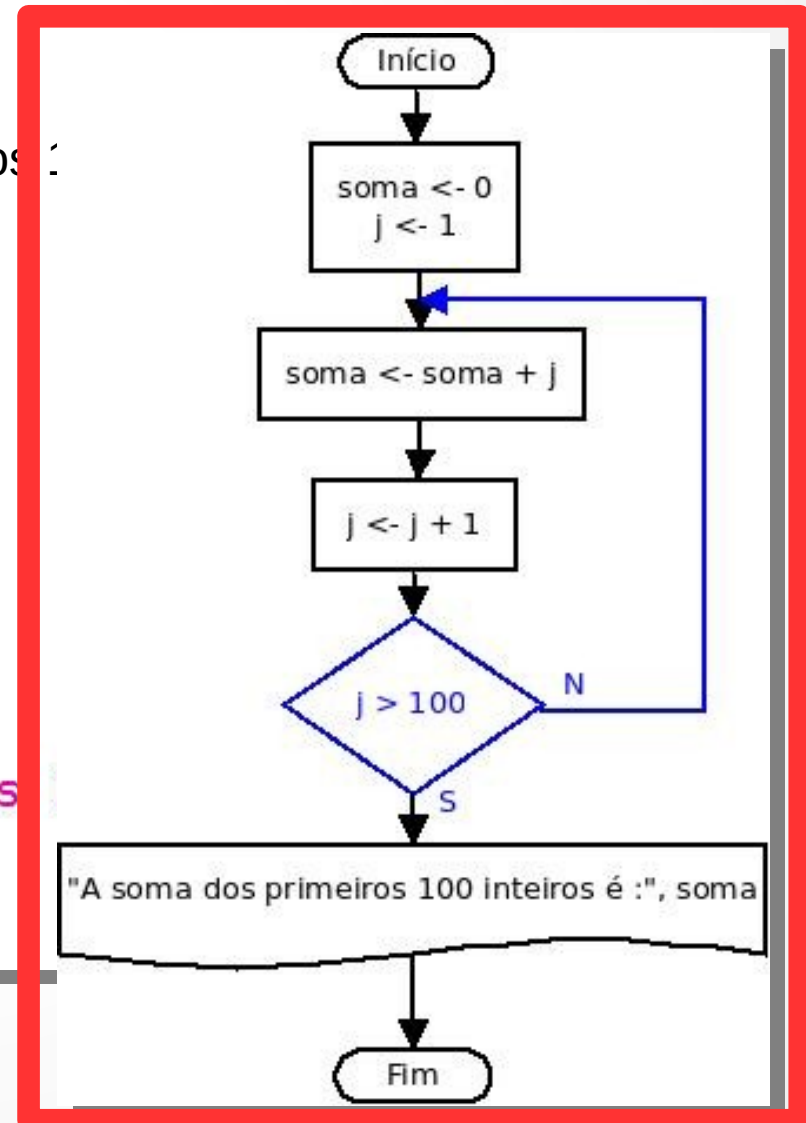 Início
soma <- 0
j <- 1
soma <- soma + j
j <- j + 1
j > 100
N
S
"A soma dos primeiros 100 inteiros é :", soma
Fim